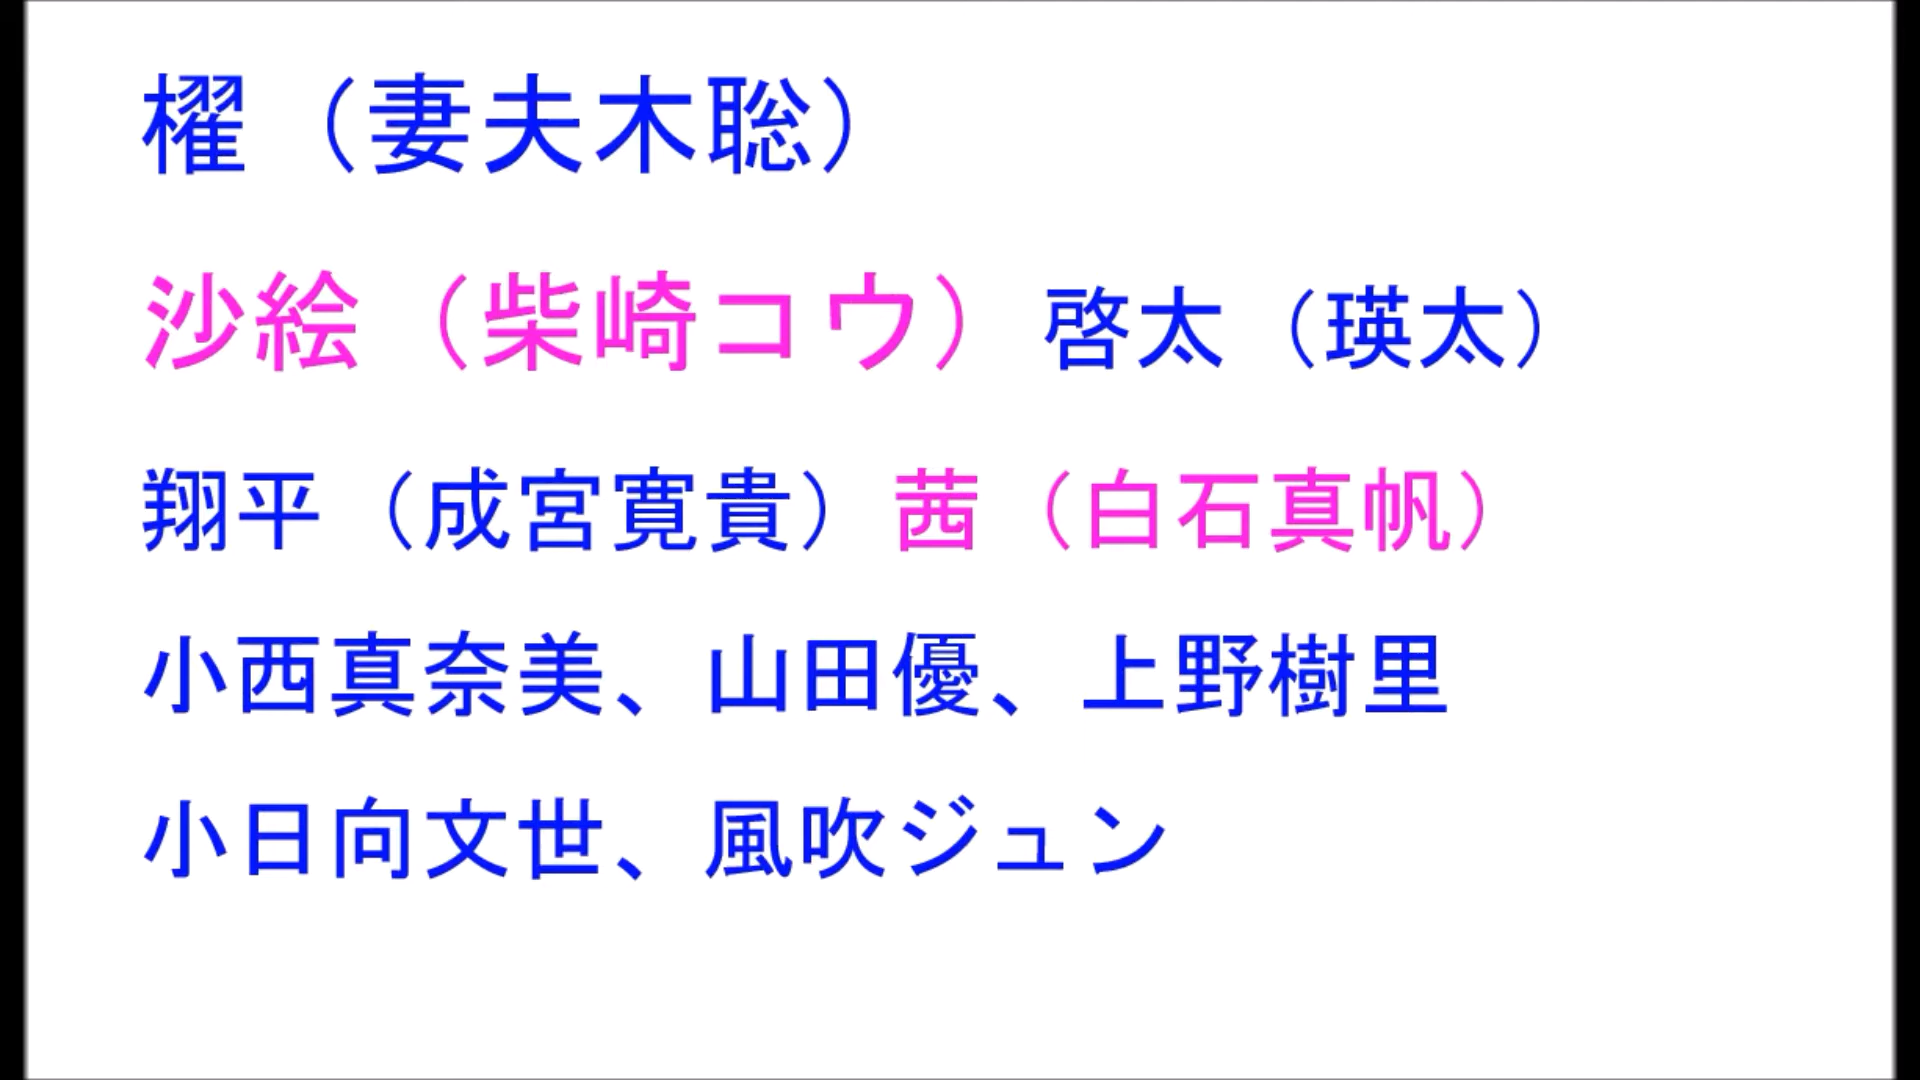 櫂（妻夫木聡）
沙絵（柴崎コウ） 啓太（瑛太）
翔平（成宮寛貴） 茜（白石真帆）
小西真奈美、山田優、上野樹里
小日向文世、風吹ジュン